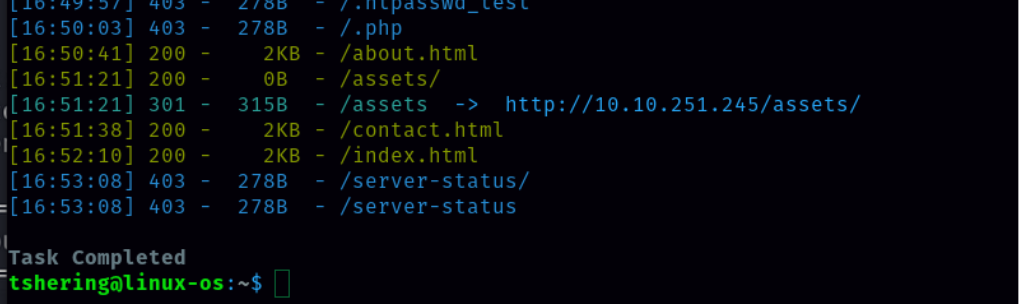 [16:49:57] 403 -  278B  - /.htpasswd_test
[16:50:03] 403 -  278B  - /.php
[16:50:41] 200 -    2KB - /about.html
[16:51:21] 200 -    0B  - /assets/
[16:51:21] 301 -  315B  - /assets  ->  http://10.10.251.245/assets/
[16:51:38] 200 -    2KB - /contact.html
[16:52:10] 200 -    2KB - /index.html
[16:53:08] 403 -  278B  - /server-status/
[16:53:08] 403 -  278B  - /server-status
Task Completed
tshering@linux-os:~$